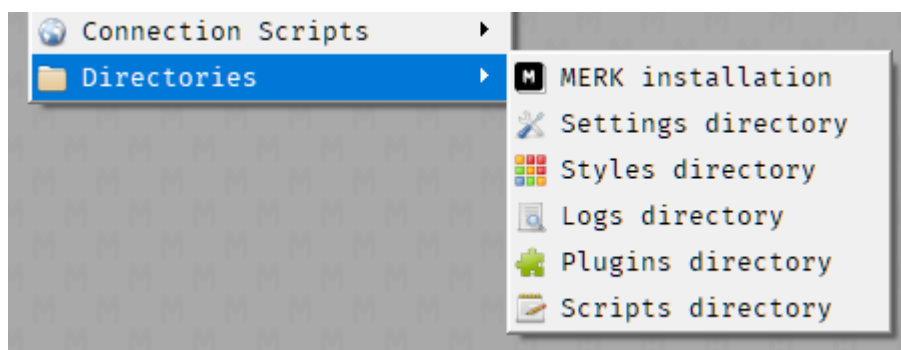 Connection Scripts
Directories
MERK installation
Settings directory
Styles directory
Logs directory
Plugins directory
Scripts directory